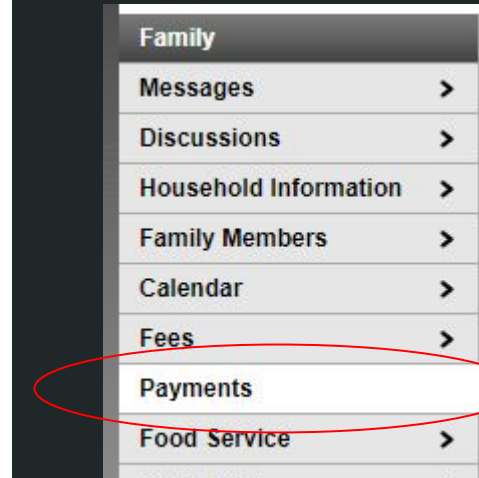 Family
Messages
Discussions
Household Information
Family Members
Calendar
Fees
Payments
Food Service